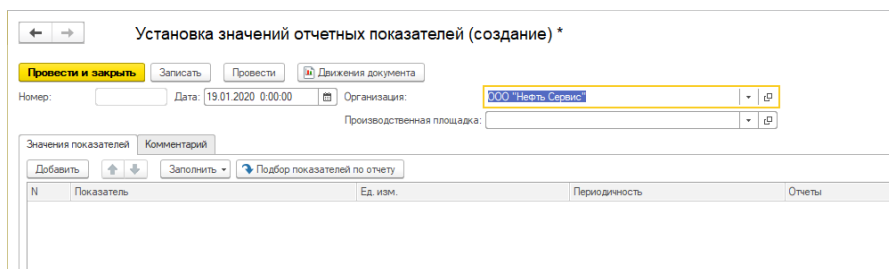 Установка значений отчетных показателей (создание) *
Провести и закрыть Записать Провести Движения документа
Номер: Дата: 19.01.2020 0:00:00 Организация: ООО "Нефть Сервис"
Производственная площадка:
Значения показателей Комментарий
Добавить Заполнить Подбор показателей по отчету
N Показатель Ед. изм. Периодичность Отчеты